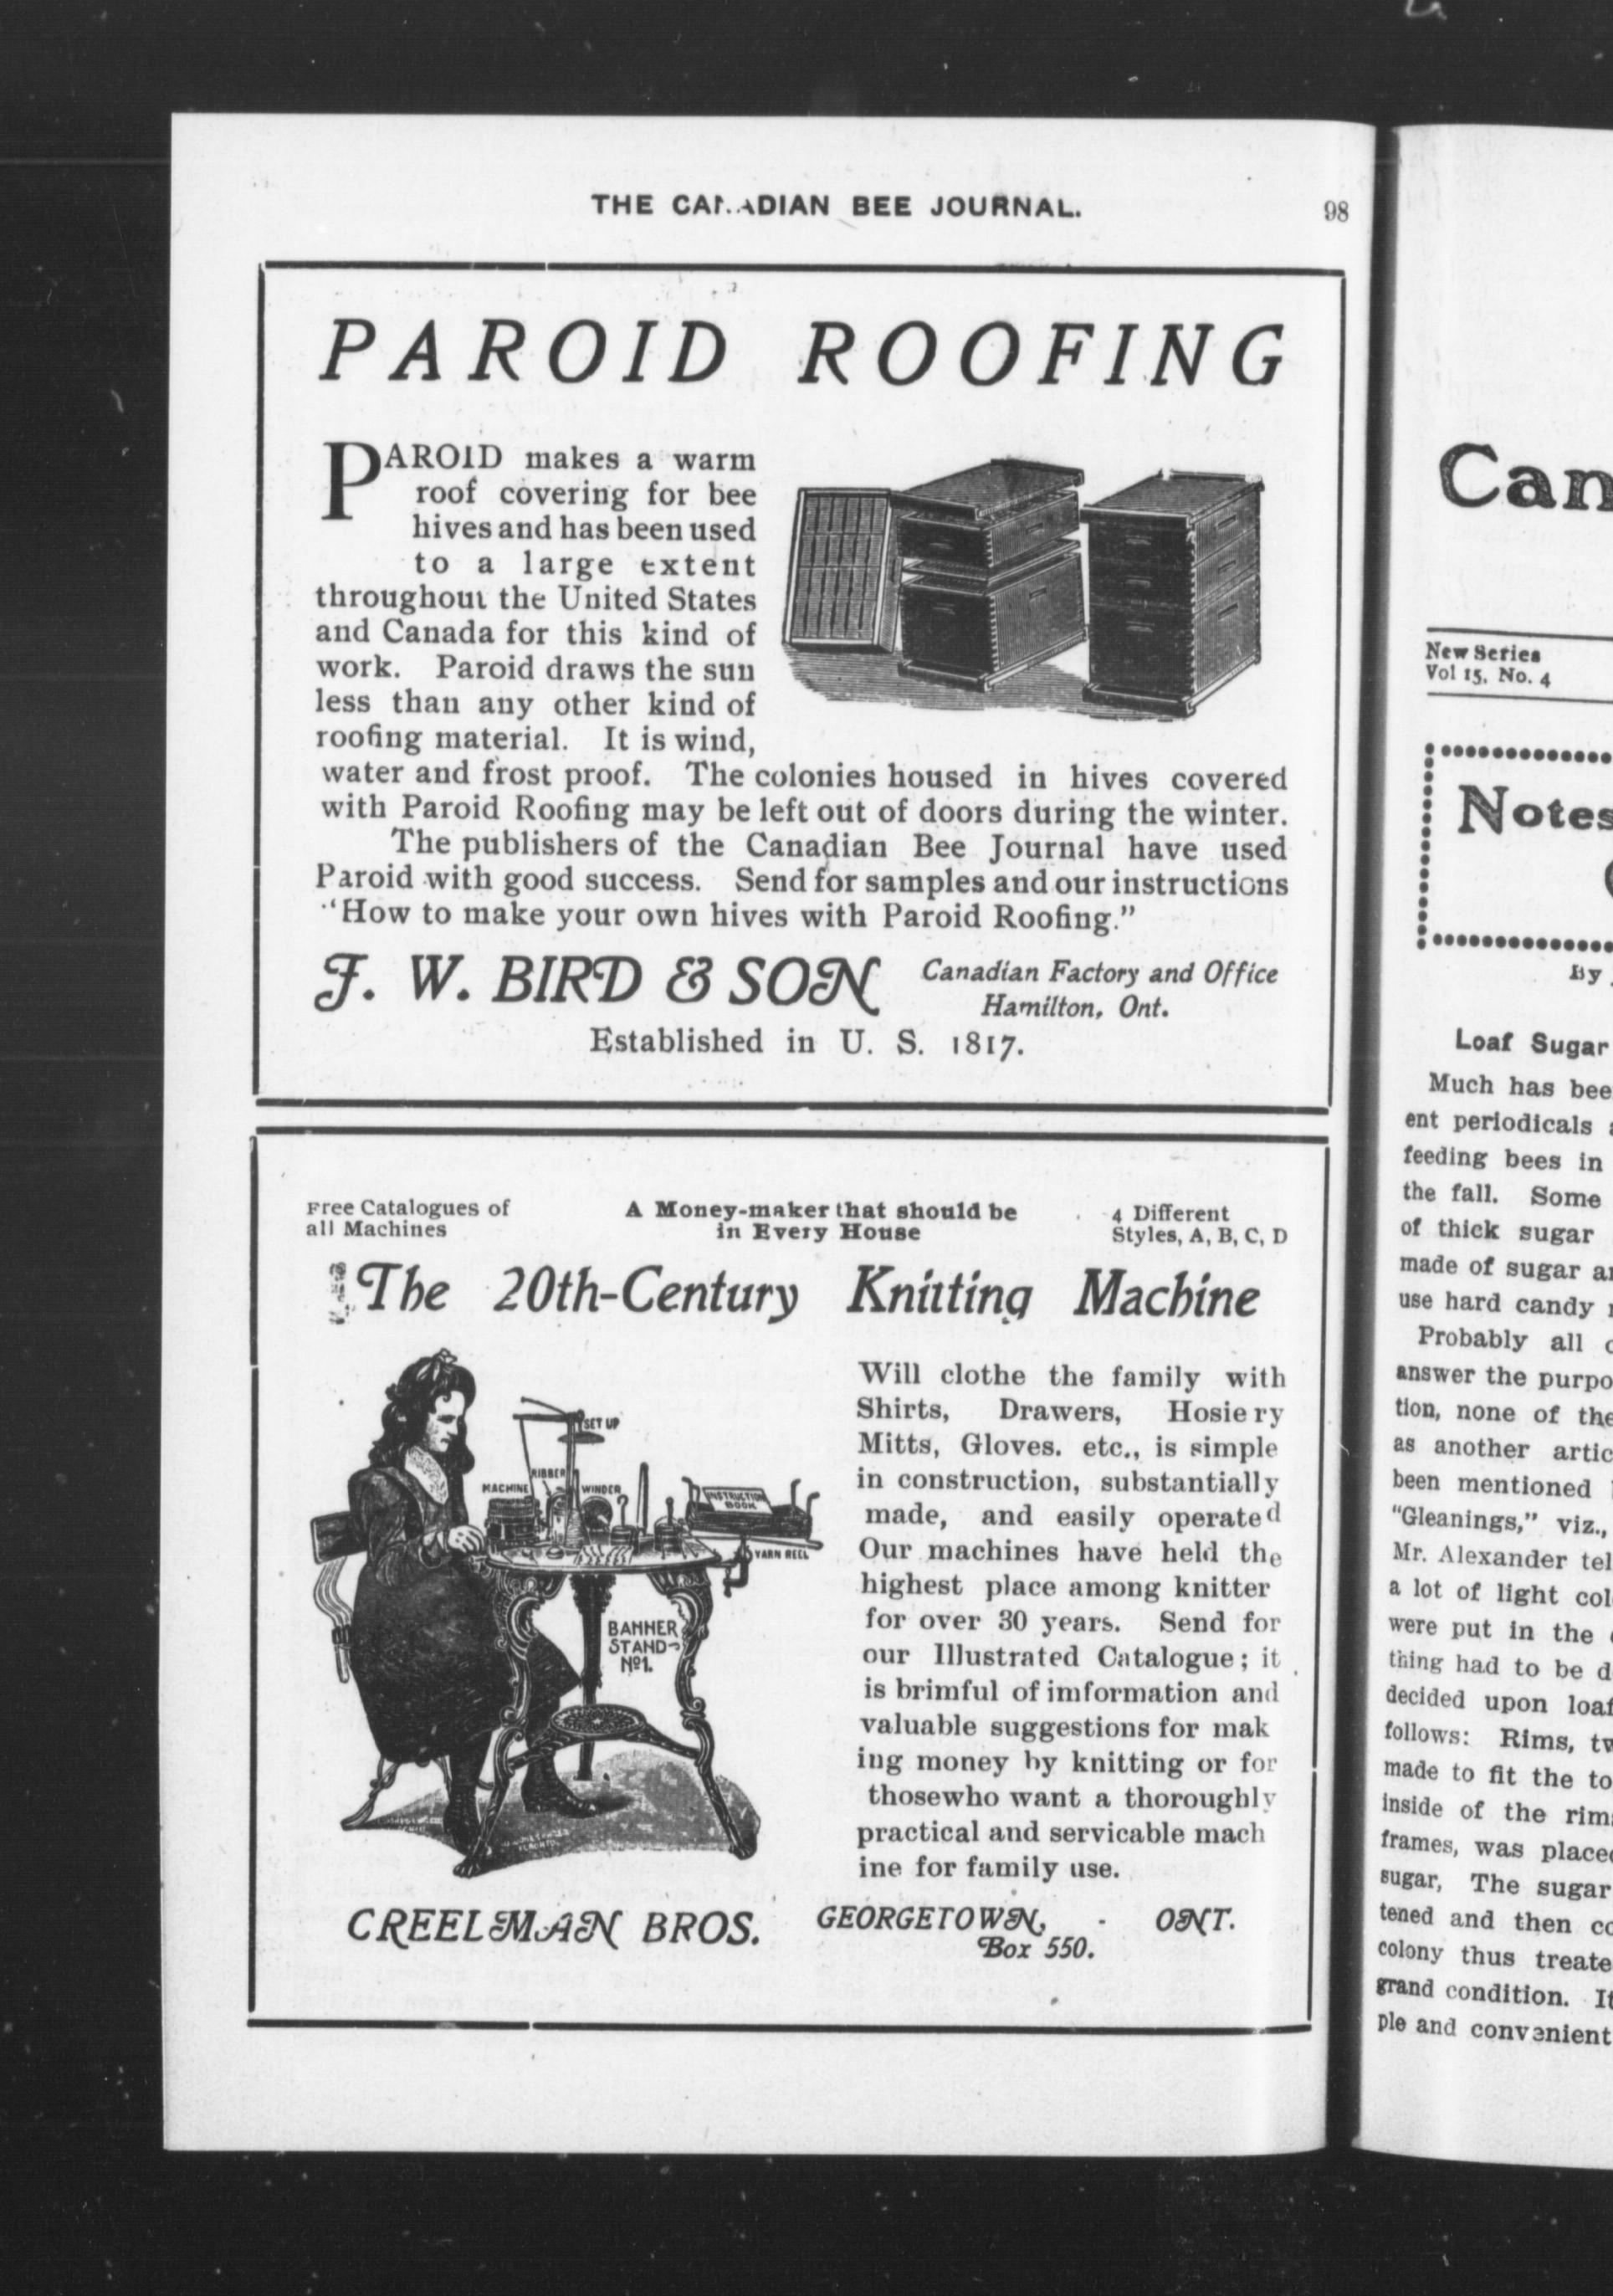 THE CANADIAN BEE JOURNAL.
98
PAROID ROOFING
PAROID makes a warm
roof covering for bee
hives and has been used
to a large extent
throughout the United States
and Canada for this kind of
work. Paroid draws the sun
less than any other kind of
roofing material. It is wind,
water and frost proof. The colonies housed in hives covered
with Paroid Roofing may be left out of doors during the winter.
The publishers of the Canadian Bee Journal have used
Paroid with good success. Send for samples and our instructions
"How to make your own hives with Paroid Roofing."
F. W. BIRD & SON
Canadian Factory and Office
Hamilton, Ont.
Established in U. S. 1817.
Free Catalogues of
all Machines
A Money-maker that should be
in Every House
4 Different
Styles, A, B, C, D
The 20th-Century Knitting Machine
SET UP
RIBBER
MACHINE
WINDER
INSTRUCTION
BOOK
YARN REEL
BANNER
STAND
No1.
Will clothe the family with
Shirts, Drawers, Hosiery
Mitts, Gloves. etc., is simple
in construction, substantially
made, and easily operated
Our machines have held the
highest place among knitter
for over 30 years. Send for
our Illustrated Catalogue; it
is brimful of imformation and
valuable suggestions for mak
ing money by knitting or for
thosewho want a thoroughly
practical and servicable mach
ine for family use.
CREELMAN BROS.
GEORGETOWN, - ONT.
Box 550.
Can
New Series
Vol 15, No. 4
Notes
By
Loaf Sugar
Much has bee
ent periodicals
feeding bees in
the fall. Some
of thick sugar
made of sugar
use hard candy
Probably all
answer the purpo
tion, none of the
as another artic
been mentioned
"Gleanings," viz.,
Mr. Alexander tel
a lot of light col
were put in the
thing had to be d
decided upon loaf
follows: Rims, tw
made to fit the to
inside of the rim
frames, was place
sugar, The sugar
tened and then co
colony thus treate
grand condition. It
ple and convenient